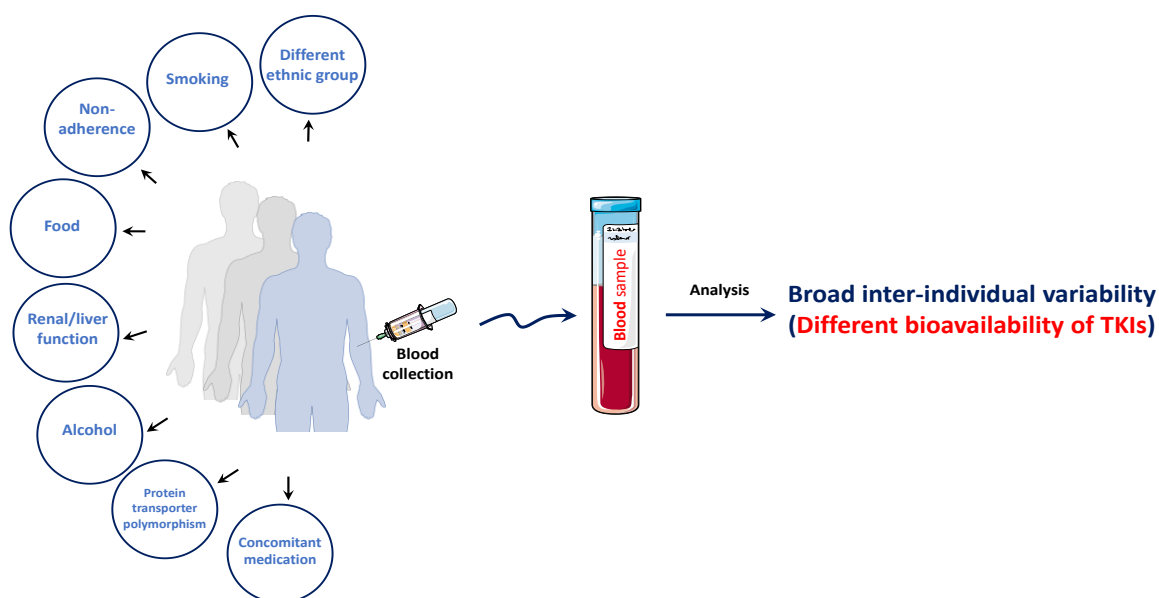 Different
ethnic group
Smoking
Non-
adherence
Food
Renal/liver
function
Alcohol
Protein
transporter
polymorphism
Concomitant
medication
Blood
collection
Blood sample
Analysis
Broad inter-individual variability
(Different bioavailability of TKIs)